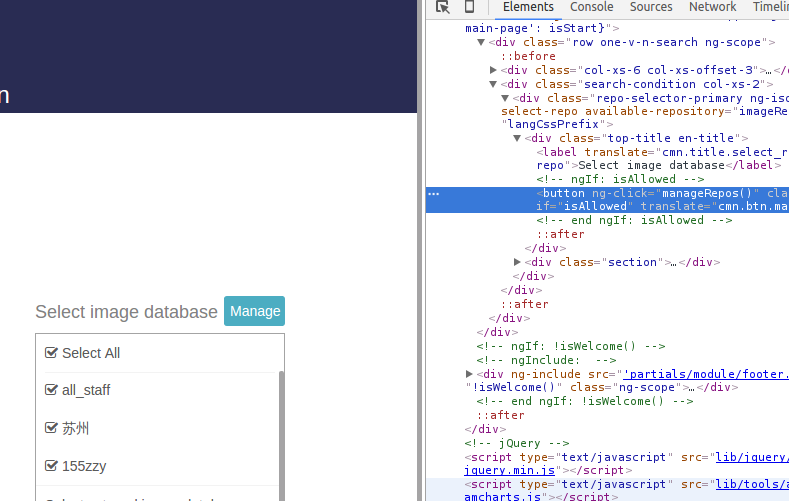 n
Select image database Manage
Select All
all_staff
苏州
155zzy
Elements Console Sources Network Timeline
main-page': isStart}">
<div class="row one-v-n-search ng-scope">
::before
<div class="col-xs-6 col-xs-offset-3">…</
<div class="search-condition col-xs-2">
<div class="repo-selector-primary ng-iso
select-repo available-repository="imageRe
"langCssPrefix">
<div class="top-title en-title">
<label translate="cmn.title.select_r
repo">Select image database</label>
<!-- ngIf: isAllowed -->
<button ng-click="manageRepos()" cla
if="isAllowed" translate="cmn.btn.ma
<!-- end ngIf: isAllowed -->
::after
</div>
<div class="section">…</div>
</div>
</div>
::after
</div>
</div>
<!-- ngIf: !isWelcome() -->
<!-- ngInclude: -->
<div ng-include src="'partials/module/footer.
"!isWelcome()" class="ng-scope">…</div>
<!-- end ngIf: !isWelcome() -->
::after
</div>
<!-- jQuery -->
<script type="text/javascript" src="lib/jquery/
jquery.min.js"></script>
<script type="text/javascript" src="lib/tools/a
amcharts.js"></script>